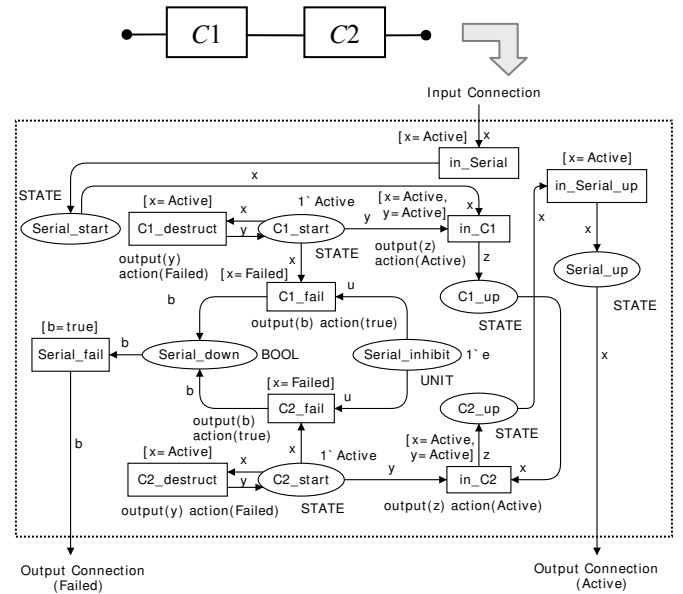 C1
C2
Input Connection
[x=Active]
x
in_Serial
[x=Active]
in_Serial_up
STATE
x
Serial_start
[x=Active]
x
C1_destruct
y
1`Active
C1_start
y
[x=Active,
y=Active]
x
in_C1
x
x
output(y)
action(Failed)
STATE
output(z)
action(Active)
z
Serial_up
[x=Failed]
x
b
C1_fail
u
C1_up
STATE
output(b) action(true)
STATE
[b=true]
Serial_fail
b
Serial_down
BOOL
Serial_inhibit
1`e
x
UNIT
[x=Failed]
b
C2_fail
u
C2_up
output(b)
action(true)
STATE
b
[x=Active]
x
1`Active
[x=Active,
y=Active]
z
x
C2_destruct
x
y
C2_start
y
in_C2
output(y) action(Failed)
STATE
output(z) action(Active)
Output Connection
(Failed)
Output Connection
(Active)